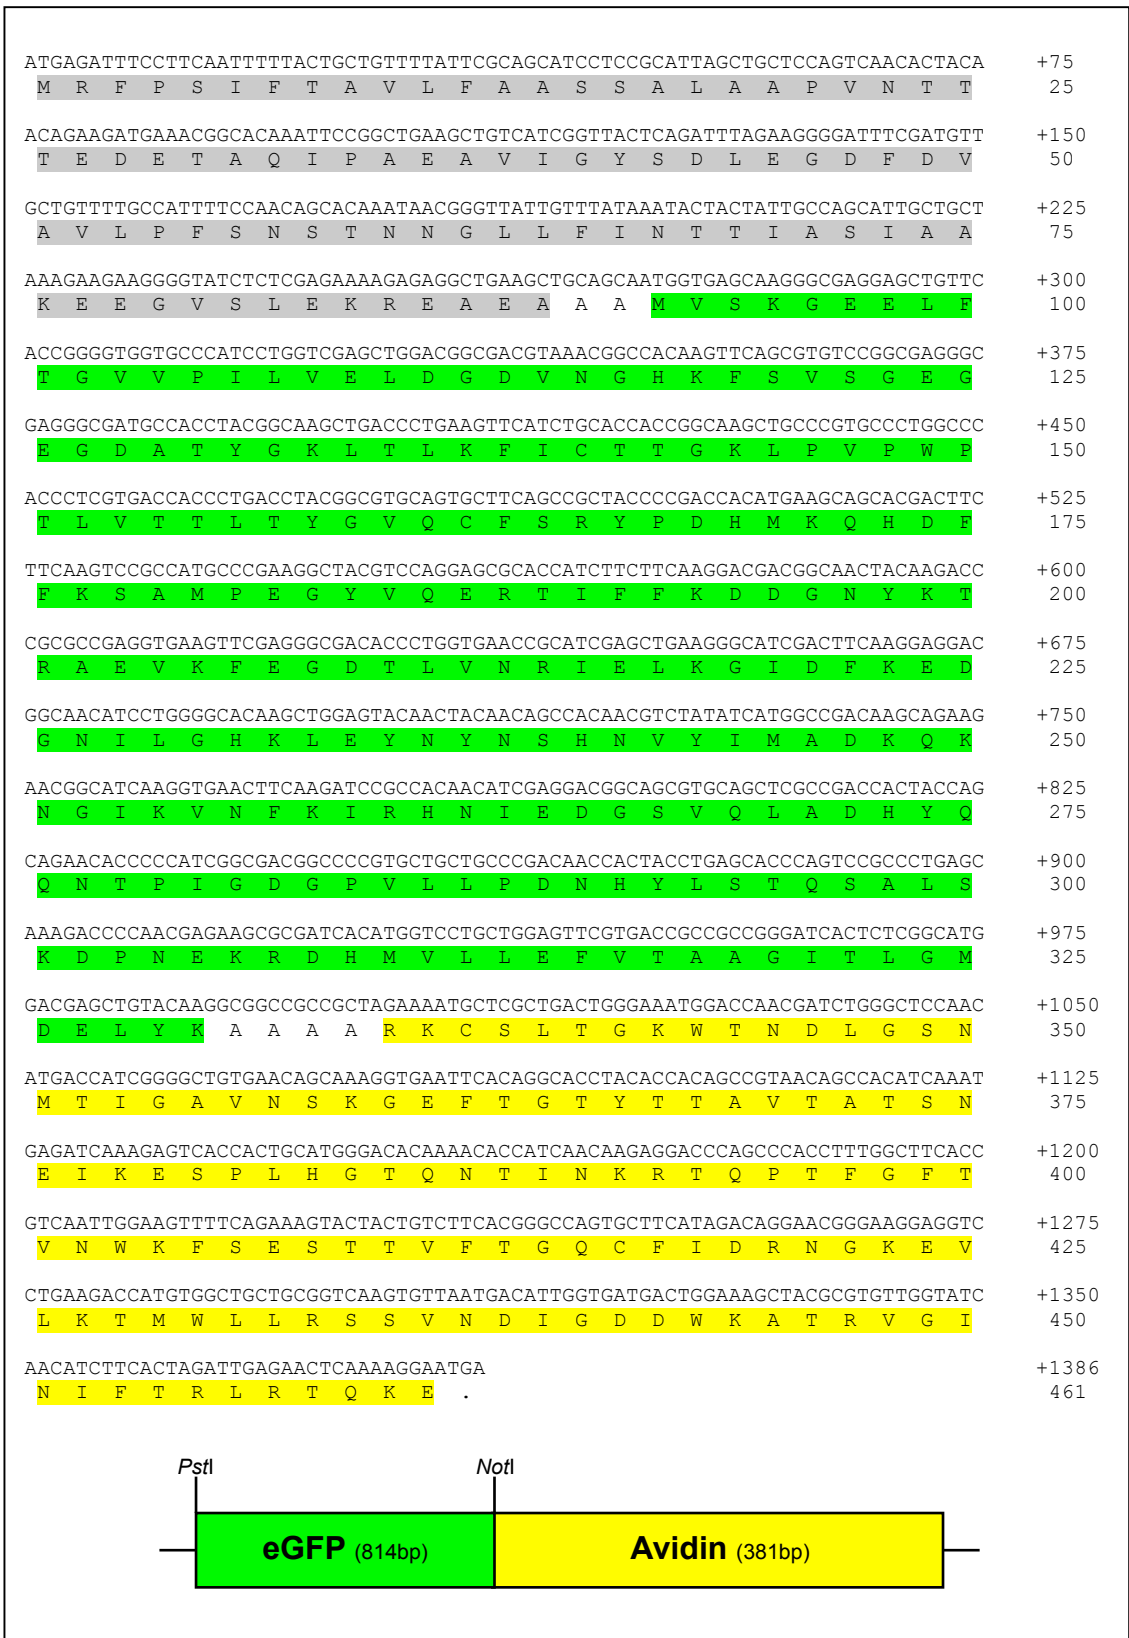 ATGAGATTTCCTTCAATTTTTACTGCTGTTTTATTCGCAGCATCCTCCGCATTAGCTGCTCCAGTCAACACTACA +75
M R F P S I F T A V L F A A S S A L A A P V N T T 25
ACAGAAGATGAAACGGCACAAATTCCGGCTGAAGCTGTCATCGGTTACTCAGATTTAGAAGGGGATTTCGATGTT +150
T E D E T A Q I P A E A V I G Y S D L E G D F D V 50
GCTGTTTTGCCATTTTCCAACAGCACAAATAACGGGTTATTGTTTATAAATACTACTATTGCCAGCATTGCTGCT +225
A V L P F S N S T N N G L L F I N T T I A S I A A 75
AAAGAAGAAGGGGTATCTCTCGAGAAAAGAGAGGCTGAAGCTGCAGCAATGGTGAGCAAGGGCGAGGAGCTGTTC +300
K E E G V S L E K R E A E A A A M V S K G E E L F 100
ACCGGGGTGGTGCCCATCCTGGTCGAGCTGGACGGCGACGTAAACGGCCACAAGTTCAGCGTGTCCGGCGAGGGC +375
T G V V P I L V E L D G D V N G H K F S V S G E G 125
GAGGGCGATGCCACCTACGGCAAGCTGACCCTGAAGTTCATCTGCACCACCGGCAAGCTGCCCGTGCCCTGGCCC +450
E G D A T Y G K L T L K F I C T T G K L P V P W P 150
ACCCTCGTGACCACCCTGACCTACGGCGTGCAGTGCTTCAGCCGCTACCCCGACCACATGAAGCAGCACGACTTC +525
T L V T T L T Y G V Q C F S R Y P D H M K Q H D F 175
TTCAAGTCCGCCATGCCCGAAGGCTACGTCCAGGAGCGCACCATCTTCTTCAAGGACGACGGCAACTACAAGACC +600
F K S A M P E G Y V Q E R T I F F K D D G N Y K T 200
CGCGCCGAGGTGAAGTTCGAGGGCGACACCCTGGTGAACCGCATCGAGCTGAAGGGCATCGACTTCAAGGAGGAC +675
R A E V K F E G D T L V N R I E L K G I D F K E D 225
GGCAACATCCTGGGGCACAAGCTGGAGTACAACTACAACAGCCACAACGTCTATATCATGGCCGACAAGCAGAAG +750
G N I L G H K L E Y N Y N S H N V Y I M A D K Q K 250
AACGGCATCAAGGTGAACTTCAAGATCCGCCACAACATCGAGGACGGCAGCGTGCAGCTCGCCGACCACTACCAG +825
N G I K V N F K I R H N I E D G S V Q L A D H Y Q 275
CAGAACACCCCCATCGGCGACGGCCCCGTGCTGCTGCCCGACAACCACTACCTGAGCACCCAGTCCGCCCTGAGC +900
Q N T P I G D G P V L L P D N H Y L S T Q S A L S 300
AAAGACCCCAACGAGAAGCGCGATCACATGGTCCTGCTGGAGTTCGTGACCGCCGCCGGGATCACTCTCGGCATG +975
K D P N E K R D H M V L L E F V T A A G I T L G M 325
GACGAGCTGTACAAGGCGGCCGCCGCTAGAAAATGCTCGCTGACTGGGAAATGGACCAACGATCTGGGCTCCAAC +1050
D E L Y K A A A A R K C S L T G K W T N D L G S N 350
ATGACCATCGGGGCTGTGAACAGCAAAGGTGAATTCACAGGCACCTACACCACAGCCGTAACAGCCACATCAAAT +1125
M T I G A V N S K G E F T G T Y T T A V T A T S N 375
GAGATCAAAGAGTCACCACTGCATGGGACACAAAACACCATCAACAAGAGGACCCAGCCCACCTTTGGCTTCACC +1200
E I K E S P L H G T Q N T I N K R T Q P T F G F T 400
GTCAATTGGAAGTTTTCAGAAAGTACTACTGTCTTCACGGGCCAGTGCTTCATAGACAGGAACGGGAAGGAGGTC +1275
V N W K F S E S T T V F T G Q C F I D R N G K E V 425
CTGAAGACCATGTGGCTGCTGCGGTCAAGTGTTAATGACATTGGTGATGACTGGAAAGCTACGCGTGTTGGTATC +1350
L K T M W L L R S S V N D I G D D W K A T R V G I 450
AACATCTTCACTAGATTGAGAACTCAAAAGGAATGA +1386
N I F T R L R T Q K E . 461
PstI NotI
eGFP (814bp) Avidin (381bp)